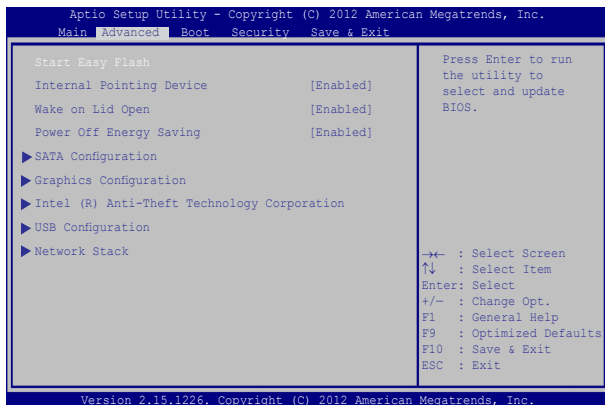 Aptio Setup Utility - Copyright (C) 2012 American Megatrends, Inc.
Main Advanced Boot Security Save & Exit
Start Easy Flash
Internal Pointing Device [Enabled]
Wake on Lid Open [Enabled]
Power Off Energy Saving [Enabled]
SATA Configuration
Graphics Configuration
Intel (R) Anti-Theft Technology Corporation
USB Configuration
Network Stack
Press Enter to run
the utility to
select and update
BIOS.
→← : Select Screen
↑↓ : Select Item
Enter: Select
+/— : Change Opt.
F1 : General Help
F9 : Optimized Defaults
F10 : Save & Exit
ESC : Exit
Version 2.15.1226. Copyright (C) 2012 American Megatrends, Inc.